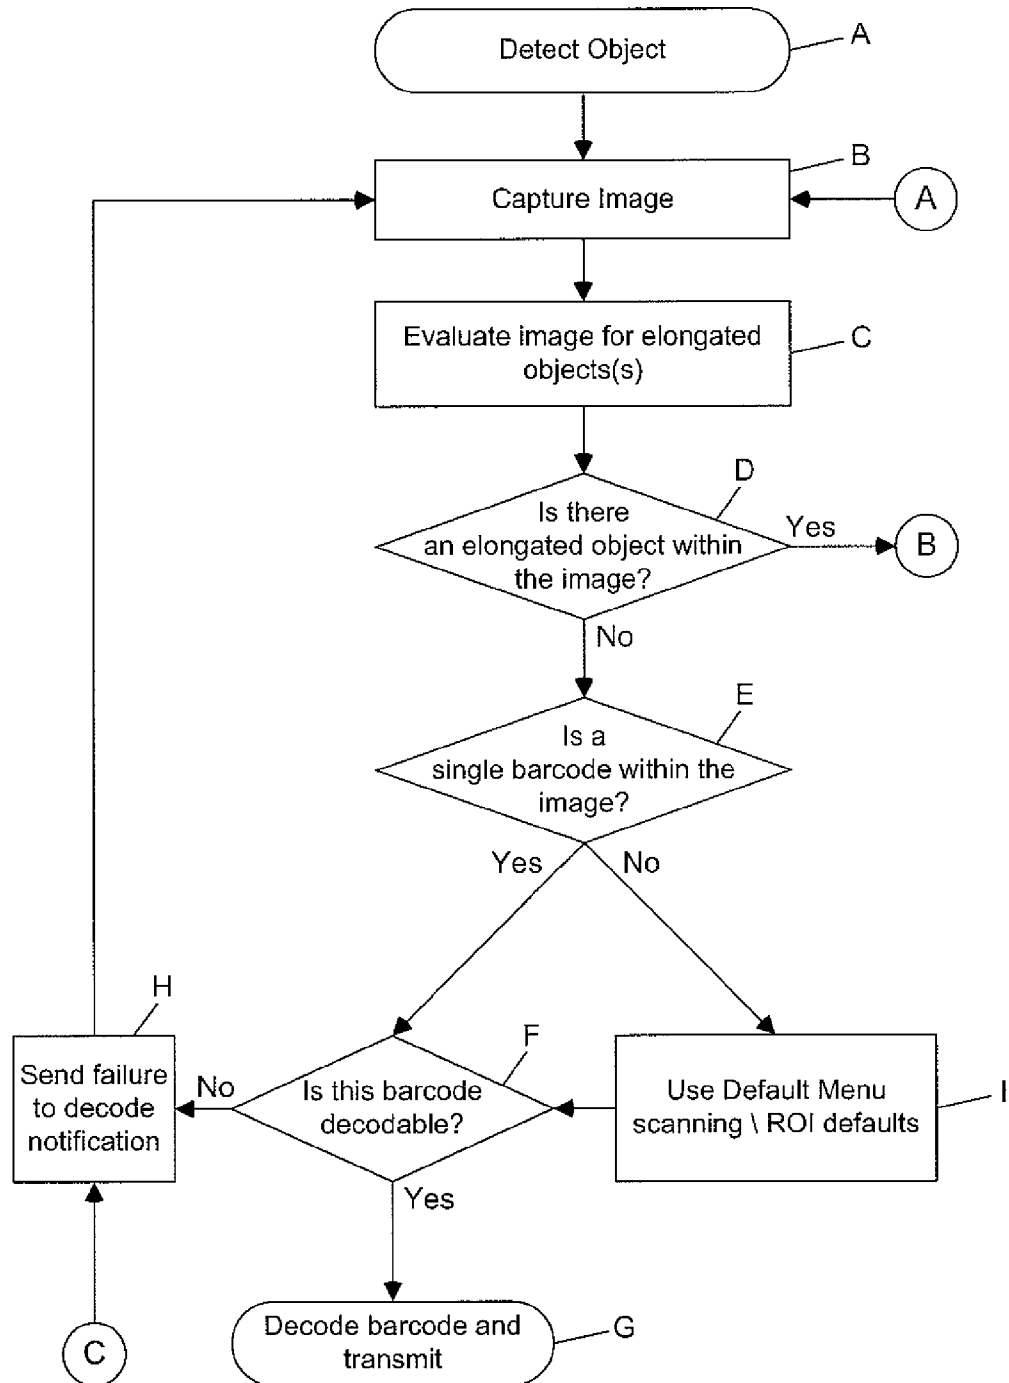 Detect Object
A
B
Capture Image
A
Evaluate image for elongated
objects(s)
C
D
Is there
an elongated object within
the image?
Yes
B
No
E
Is a
single barcode within the
image?
Yes
No
H
F
Send failure
to decode
notification
No
Is this barcode
decodable?
Use Default Menu
scanning \ ROI defaults
I
Yes
Decode barcode and
transmit
G
C